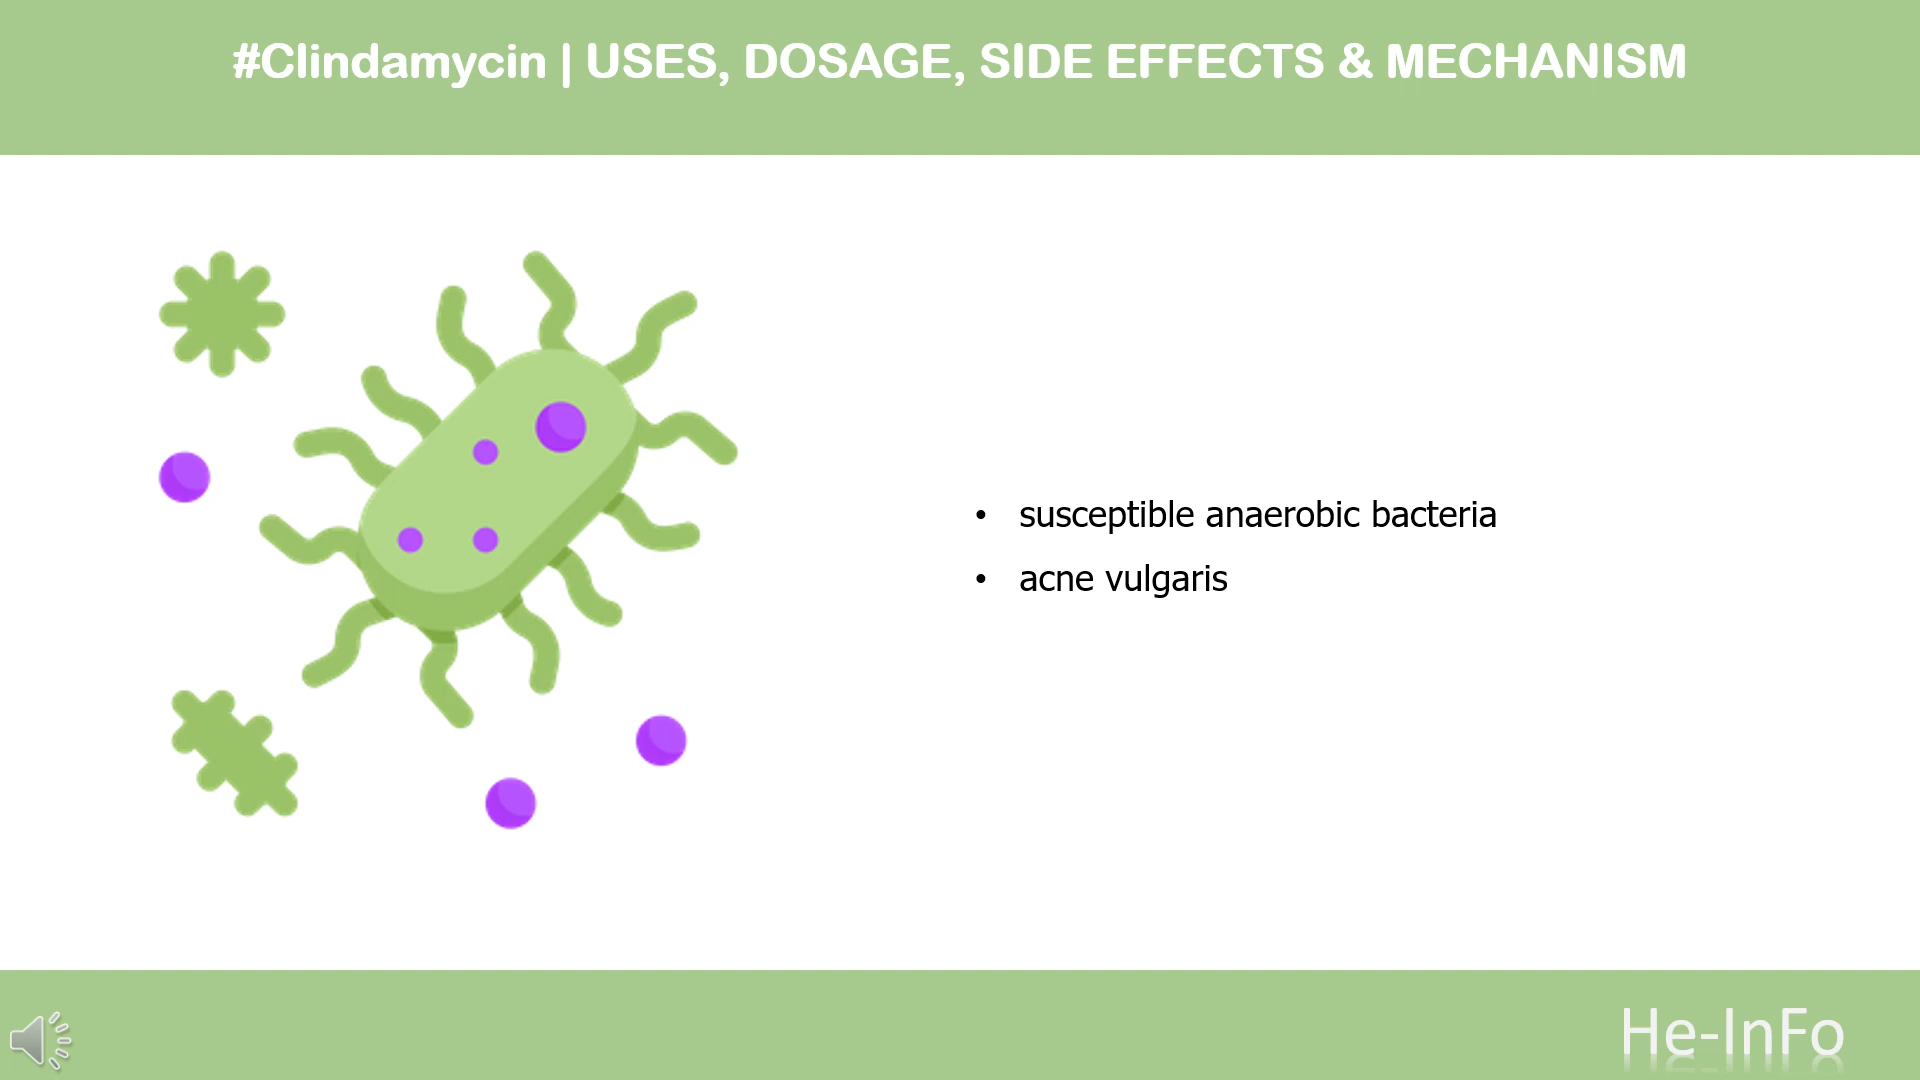 #Clindamycin | USES, DOSAGE, SIDE EFFECTS & MECHANISM
• susceptible anaerobic bacteria
• acne vulgaris
He-InFo